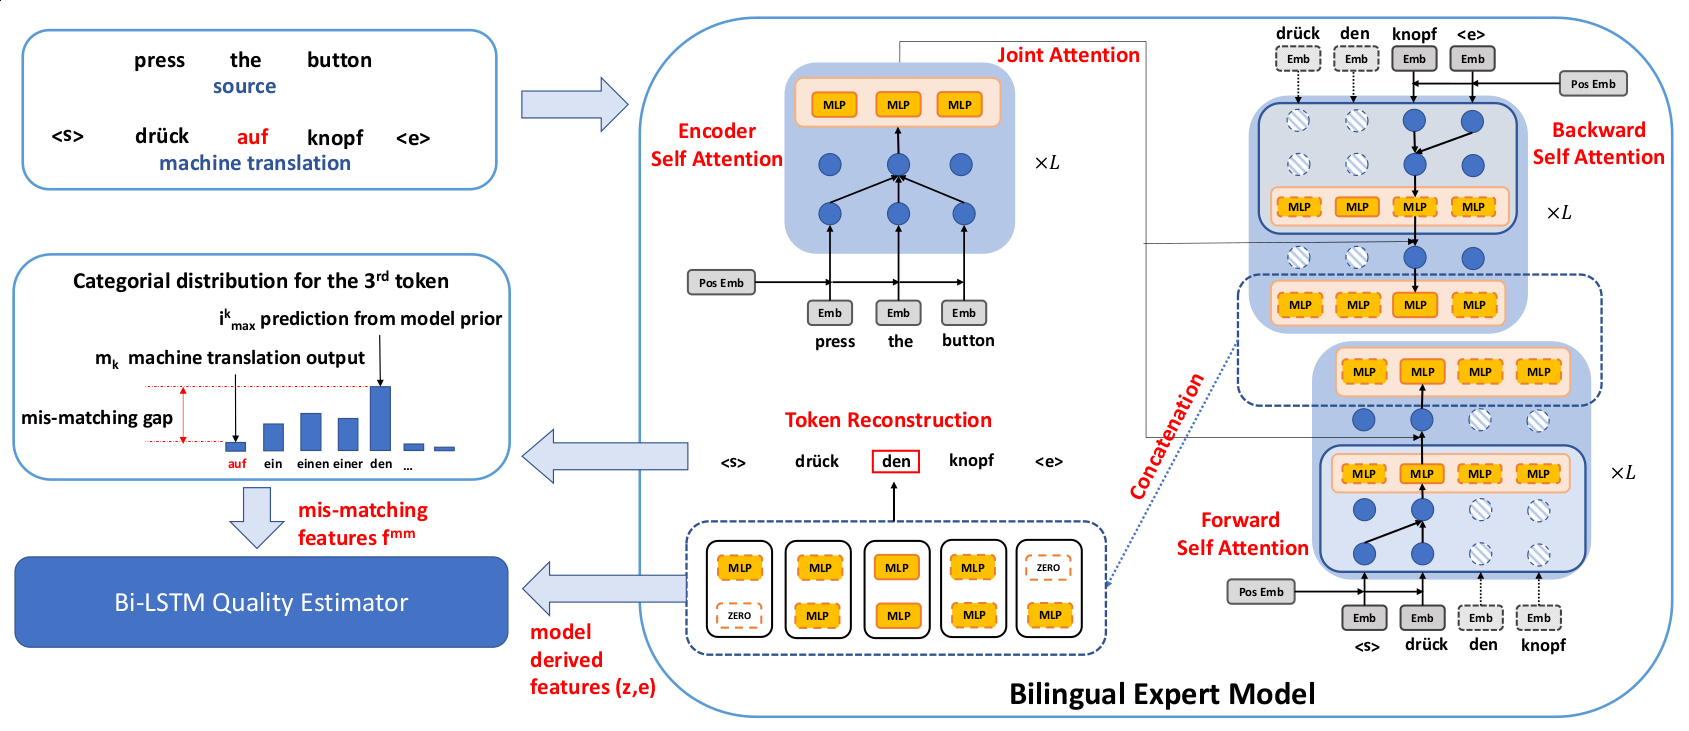 press the button
source
<s> drück auf knopf <e>
machine translation
Categorial distribution for the 3rd token
i^k_max prediction from model prior
m_k machine translation output
mis-matching gap
auf ein einen einer den ...
mis-matching
features f^mm
Bi-LSTM Quality Estimator
model
derived
features (z,e)
Joint Attention
MLP MLP MLP
Encoder
Self Attention
×L
Pos Emb
Emb Emb Emb
press the button
Token Reconstruction
<s> drück den knopf <e>
MLP MLP MLP MLP ZERO
ZERO MLP MLP MLP MLP
Concatenation
drück den knopf <e>
Emb Emb Emb Emb
Pos Emb
Backward
Self Attention
MLP MLP MLP MLP
×L
MLP MLP MLP MLP
MLP MLP MLP MLP
MLP MLP MLP MLP
×L
Forward
Self Attention
Pos Emb
Emb Emb Emb Emb
<s> drück den knopf
Bilingual Expert Model